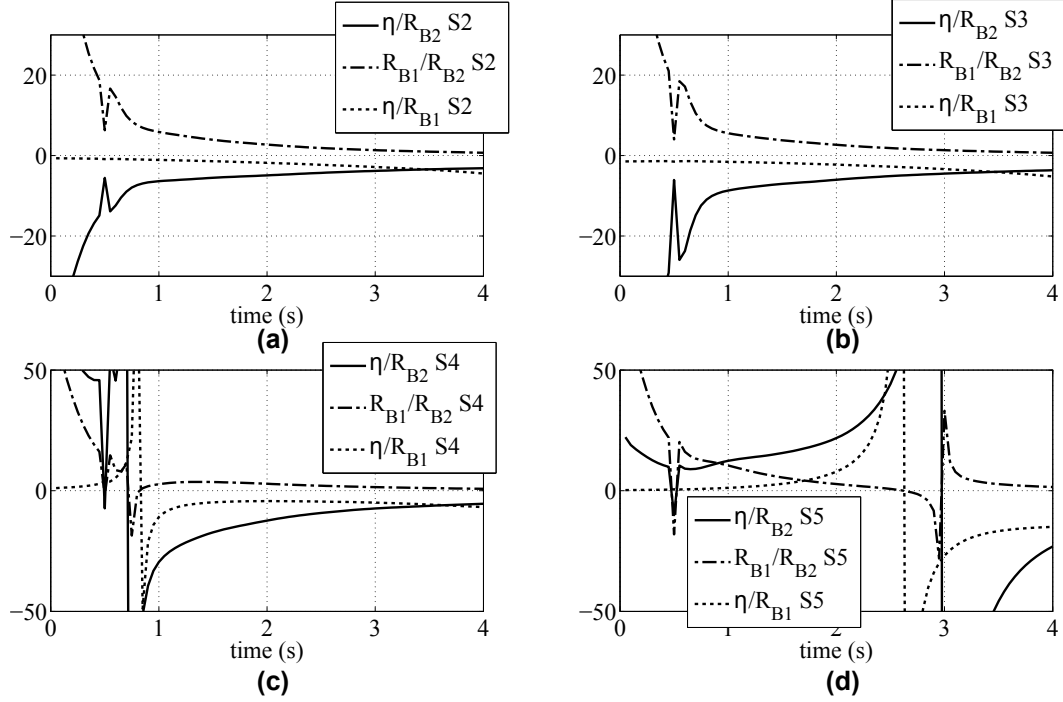 η/R_B2 S2
R_B1/R_B2 S2
η/R_B1 S2
20
0
−20
0 1 2 3 4
time (s)
(a)
η/R_B2 S3
R_B1/R_B2 S3
η/R_B1 S3
20
0
−20
0 1 2 3 4
time (s)
(b)
η/R_B2 S4
R_B1/R_B2 S4
η/R_B1 S4
50
0
−50
0 1 2 3 4
time (s)
(c)
50
0
−50
η/R_B2 S5
R_B1/R_B2 S5
η/R_B1 S5
0 1 2 3 4
time (s)
(d)